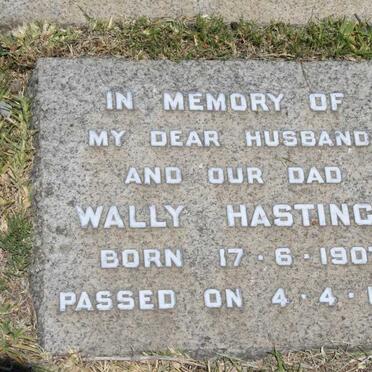 IN MEMORY OF
MY DEAR HUSBAND
AND OUR DAD
WALLY HASTING
BORN 17·6·190
PASSED ON 4·4·